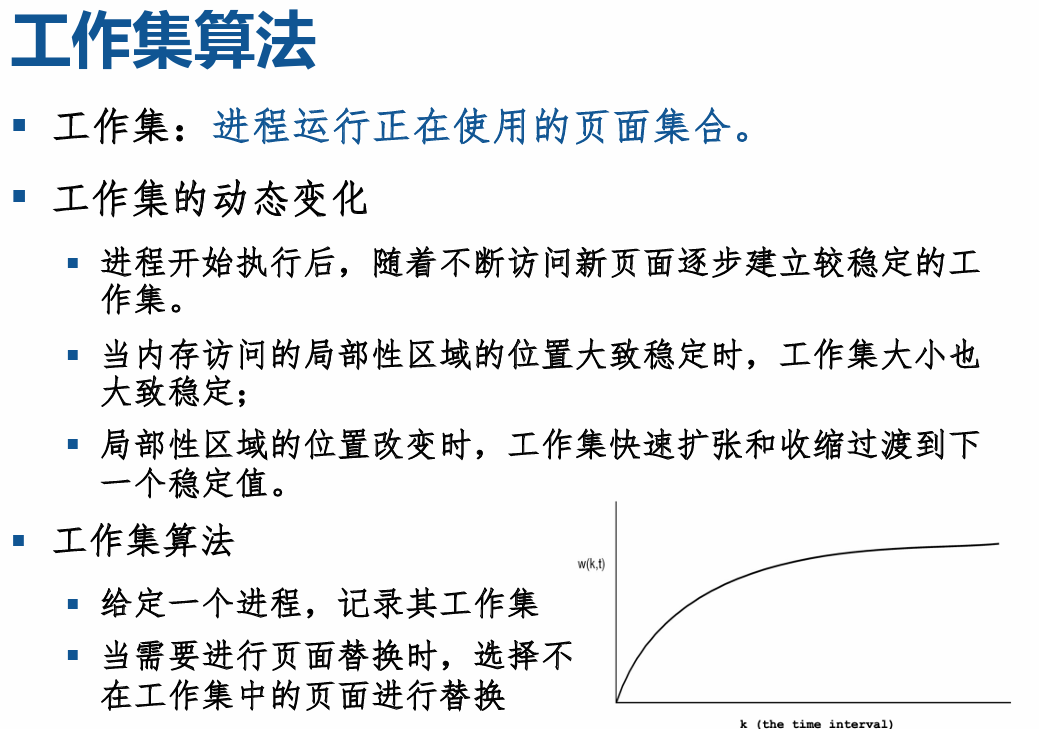 工作集算法
工作集：进程运行正在使用的页面集合。
工作集的动态变化
进程开始执行后，随着不断访问新页面逐步建立较稳定的工
作集。
当内存访问的局部性区域的位置大致稳定时，工作集大小也
大致稳定；
局部性区域的位置改变时，工作集快速扩张和收缩过渡到下
一个稳定值。
工作集算法
给定一个进程，记录其工作集
当需要进行页面替换时，选择不
在工作集中的页面进行替换
w(k,t)
k (the time interval)